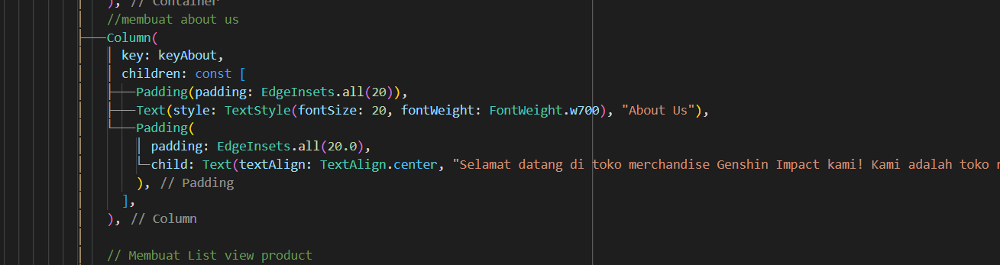 ), // Container
//membuat about us
Column(
key: keyAbout,
children: const [
Padding(padding: EdgeInsets.all(20)),
Text(style: TextStyle(fontSize: 20, fontWeight: FontWeight.w700), "About Us"),
Padding(
padding: EdgeInsets.all(20.0),
child: Text(textAlign: TextAlign.center, "Selamat datang di toko merchandise Genshin Impact kami! Kami adalah toko
), // Padding
],
), // Column
// Membuat List view product